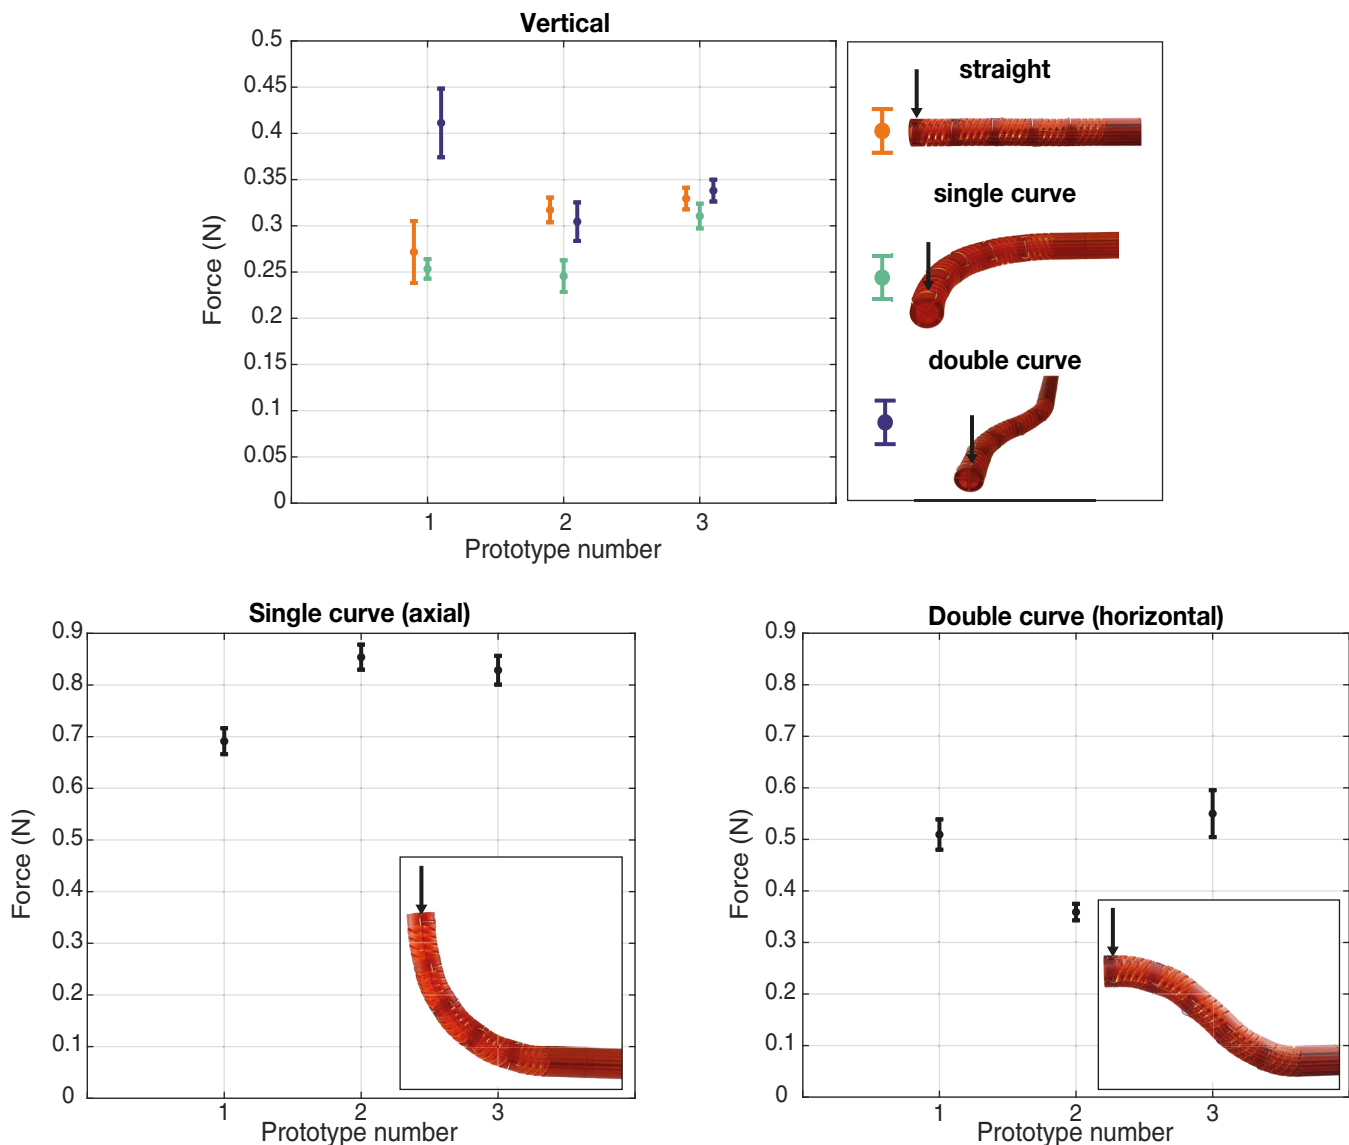 Vertical
0.5
0.45
0.4
0.35
0.3
0.25
0.2
0.15
0.1
0.05
0
Force (N)
1 2 3
Prototype number
straight
single curve
double curve
Single curve (axial)
0.9
0.8
0.7
0.6
0.5
0.4
0.3
0.2
0.1
0
Force (N)
1 2 3
Prototype number
Double curve (horizontal)
0.9
0.8
0.7
0.6
0.5
0.4
0.3
0.2
0.1
0
Force (N)
1 2 3
Prototype number